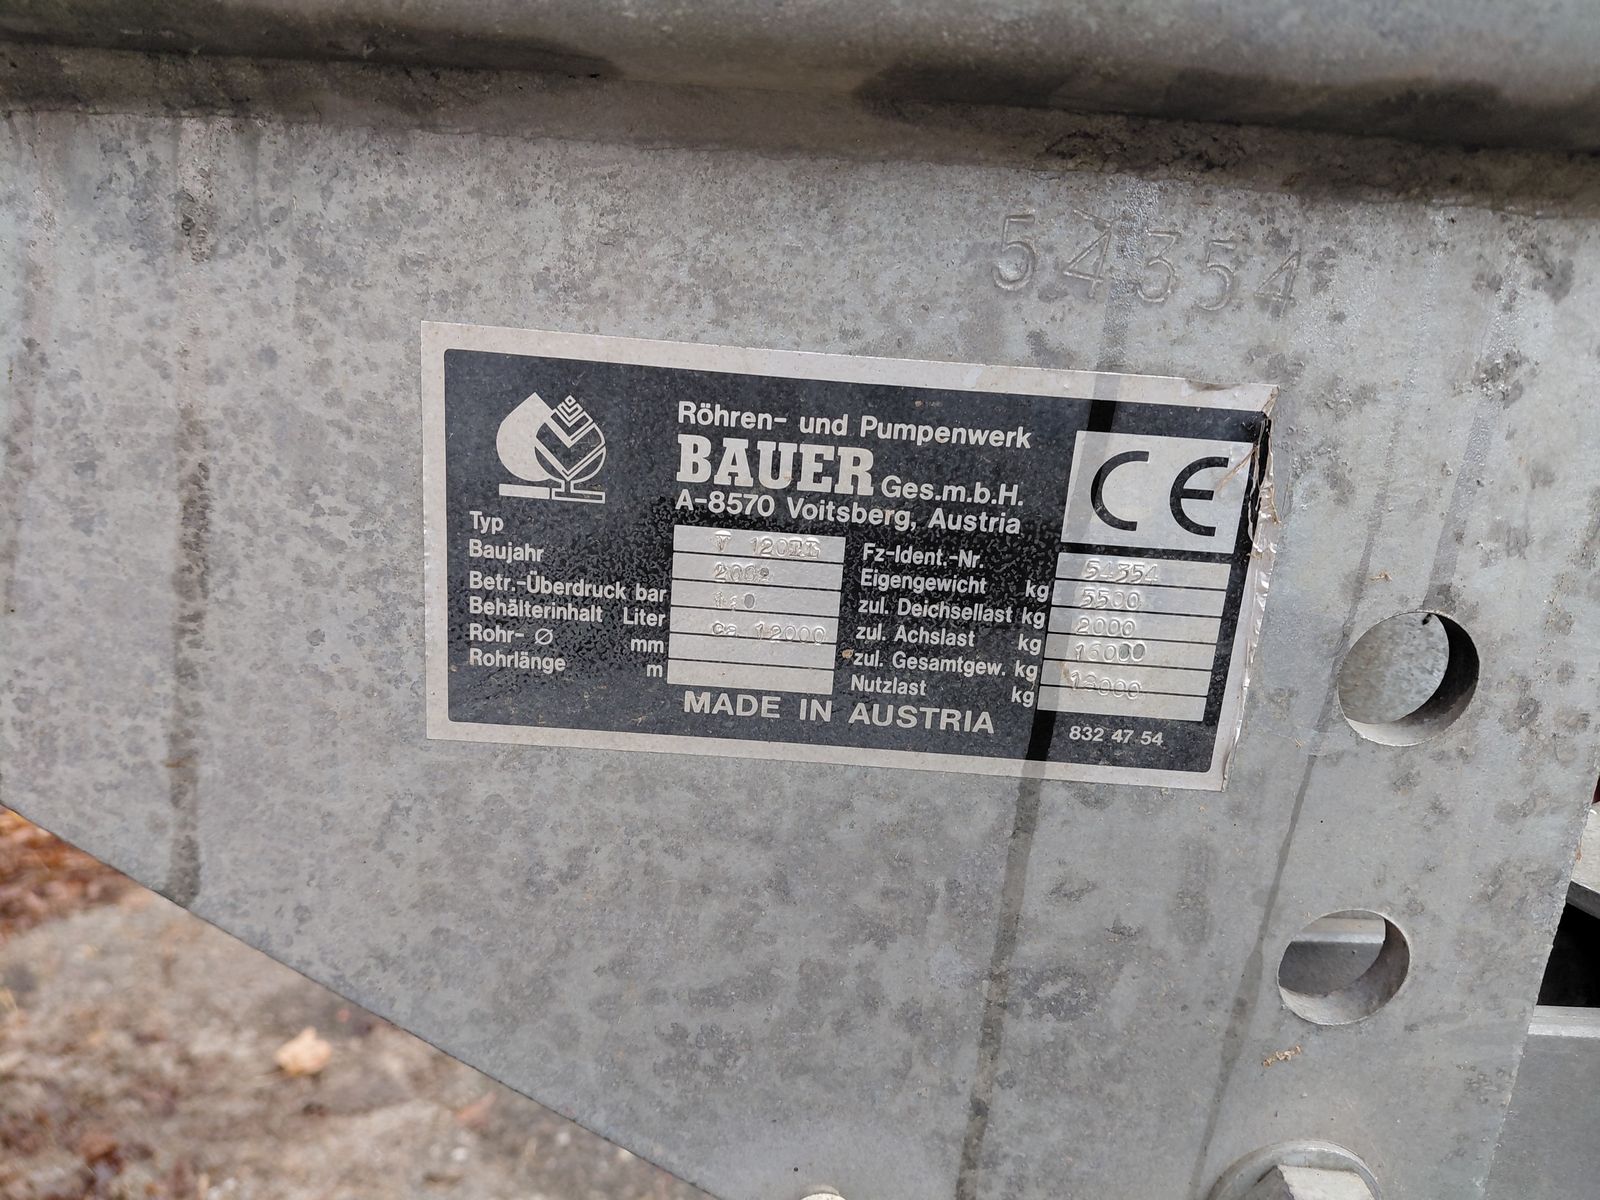 54354
Röhren- und Pumpenwerk
BAUER Ges.m.b.H.
A-8570 Voitsberg, Austria
CE
Typ V
Baujahr
Betr.-Überdruck bar
Behälterinhalt Liter ca. 12000
Rohr- Ø mm
Rohrlänge m
Fz-Ident.-Nr. 54354
Eigengewicht kg 5500
zul. Deichsellast kg 2000
zul. Achslast kg 16000
zul. Gesamtgew. kg
Nutzlast kg
MADE IN AUSTRIA
832 47 54